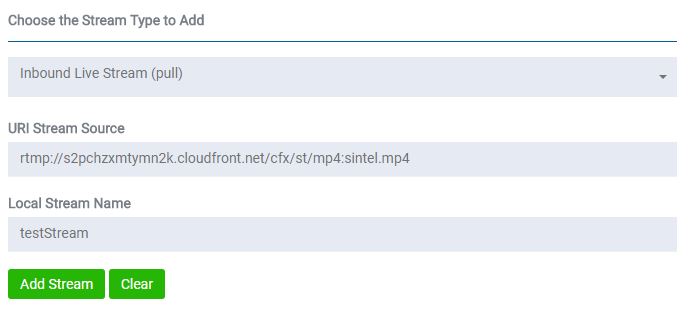 Choose the Stream Type to Add
Inbound Live Stream (pull)
URI Stream Source
rtmp://s2pchzxmtymn2k.cloudfront.net/cfx/st/mp4:sintel.mp4
Local Stream Name
testStream
Add Stream Clear